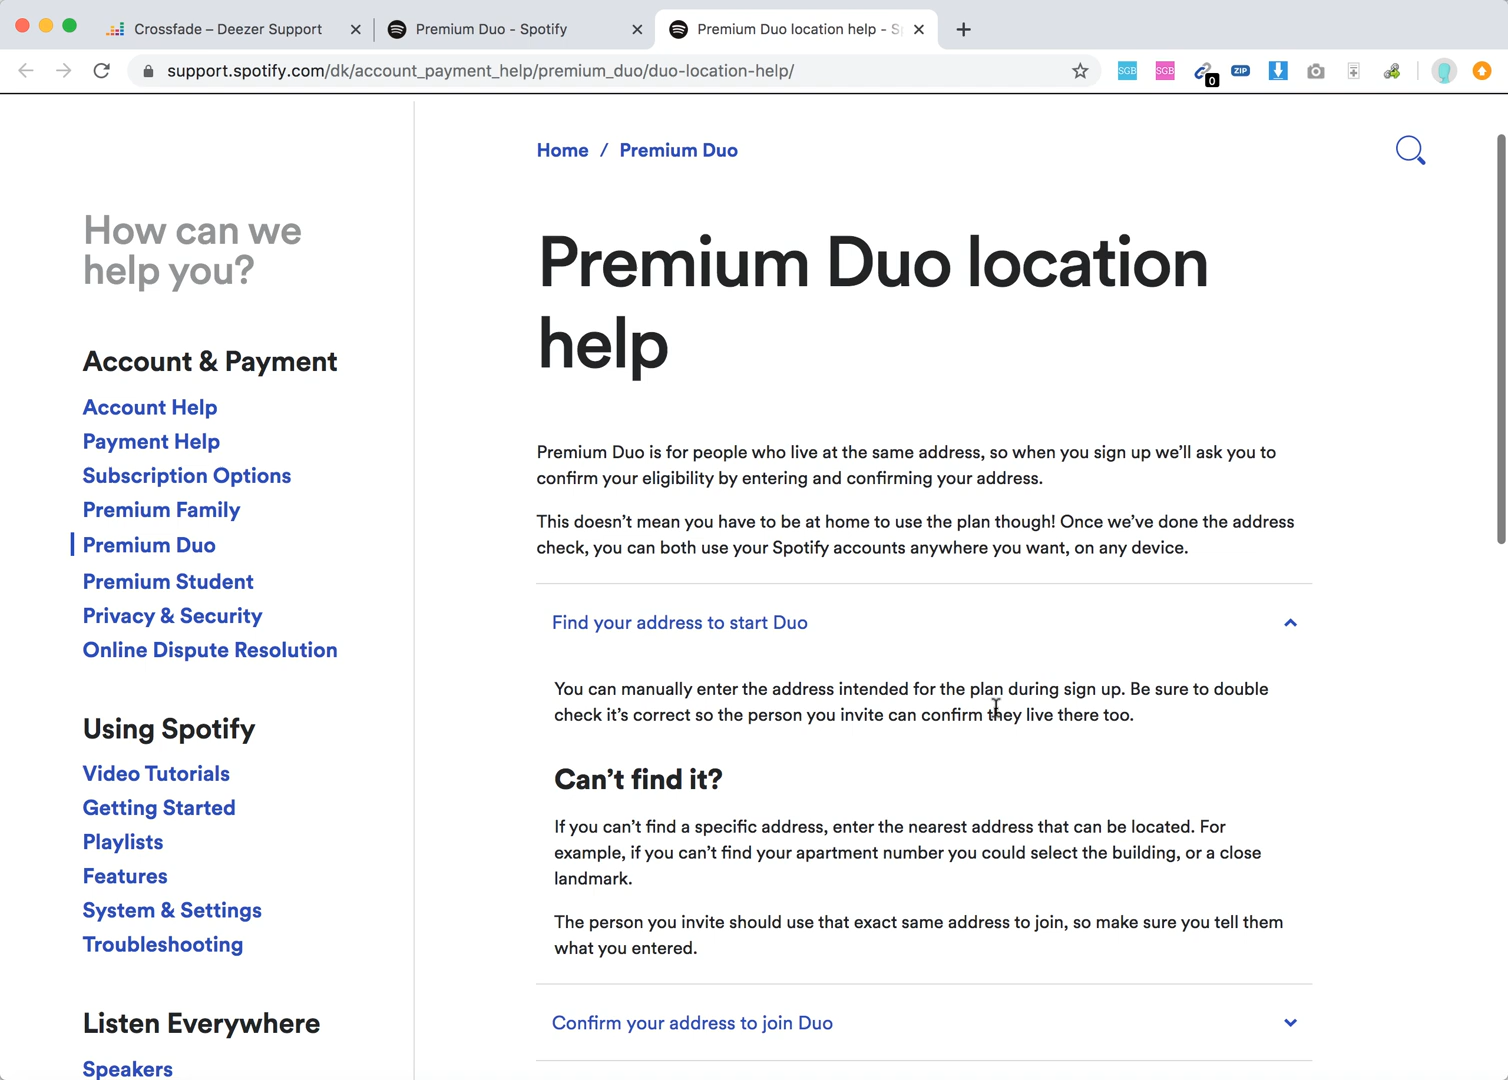 Crossfade – Deezer Support
Premium Duo - Spotify
Premium Duo location help - S
support.spotify.com/dk/account_payment_help/premium_duo/duo-location-help/
SGB
SGB
0
ZIP
Home / Premium Duo
How can we
help you?
Account & Payment
Account Help
Payment Help
Subscription Options
Premium Family
Premium Duo
Premium Student
Privacy & Security
Online Dispute Resolution
Using Spotify
Video Tutorials
Getting Started
Playlists
Features
System & Settings
Troubleshooting
Listen Everywhere
Speakers
Premium Duo location
help
Premium Duo is for people who live at the same address, so when you sign up we’ll ask you to
confirm your eligibility by entering and confirming your address.
This doesn’t mean you have to be at home to use the plan though! Once we’ve done the address
check, you can both use your Spotify accounts anywhere you want, on any device.
Find your address to start Duo
You can manually enter the address intended for the plan during sign up. Be sure to double
check it’s correct so the person you invite can confirm they live there too.
Can’t find it?
If you can’t find a specific address, enter the nearest address that can be located. For
example, if you can’t find your apartment number you could select the building, or a close
landmark.
The person you invite should use that exact same address to join, so make sure you tell them
what you entered.
Confirm your address to join Duo